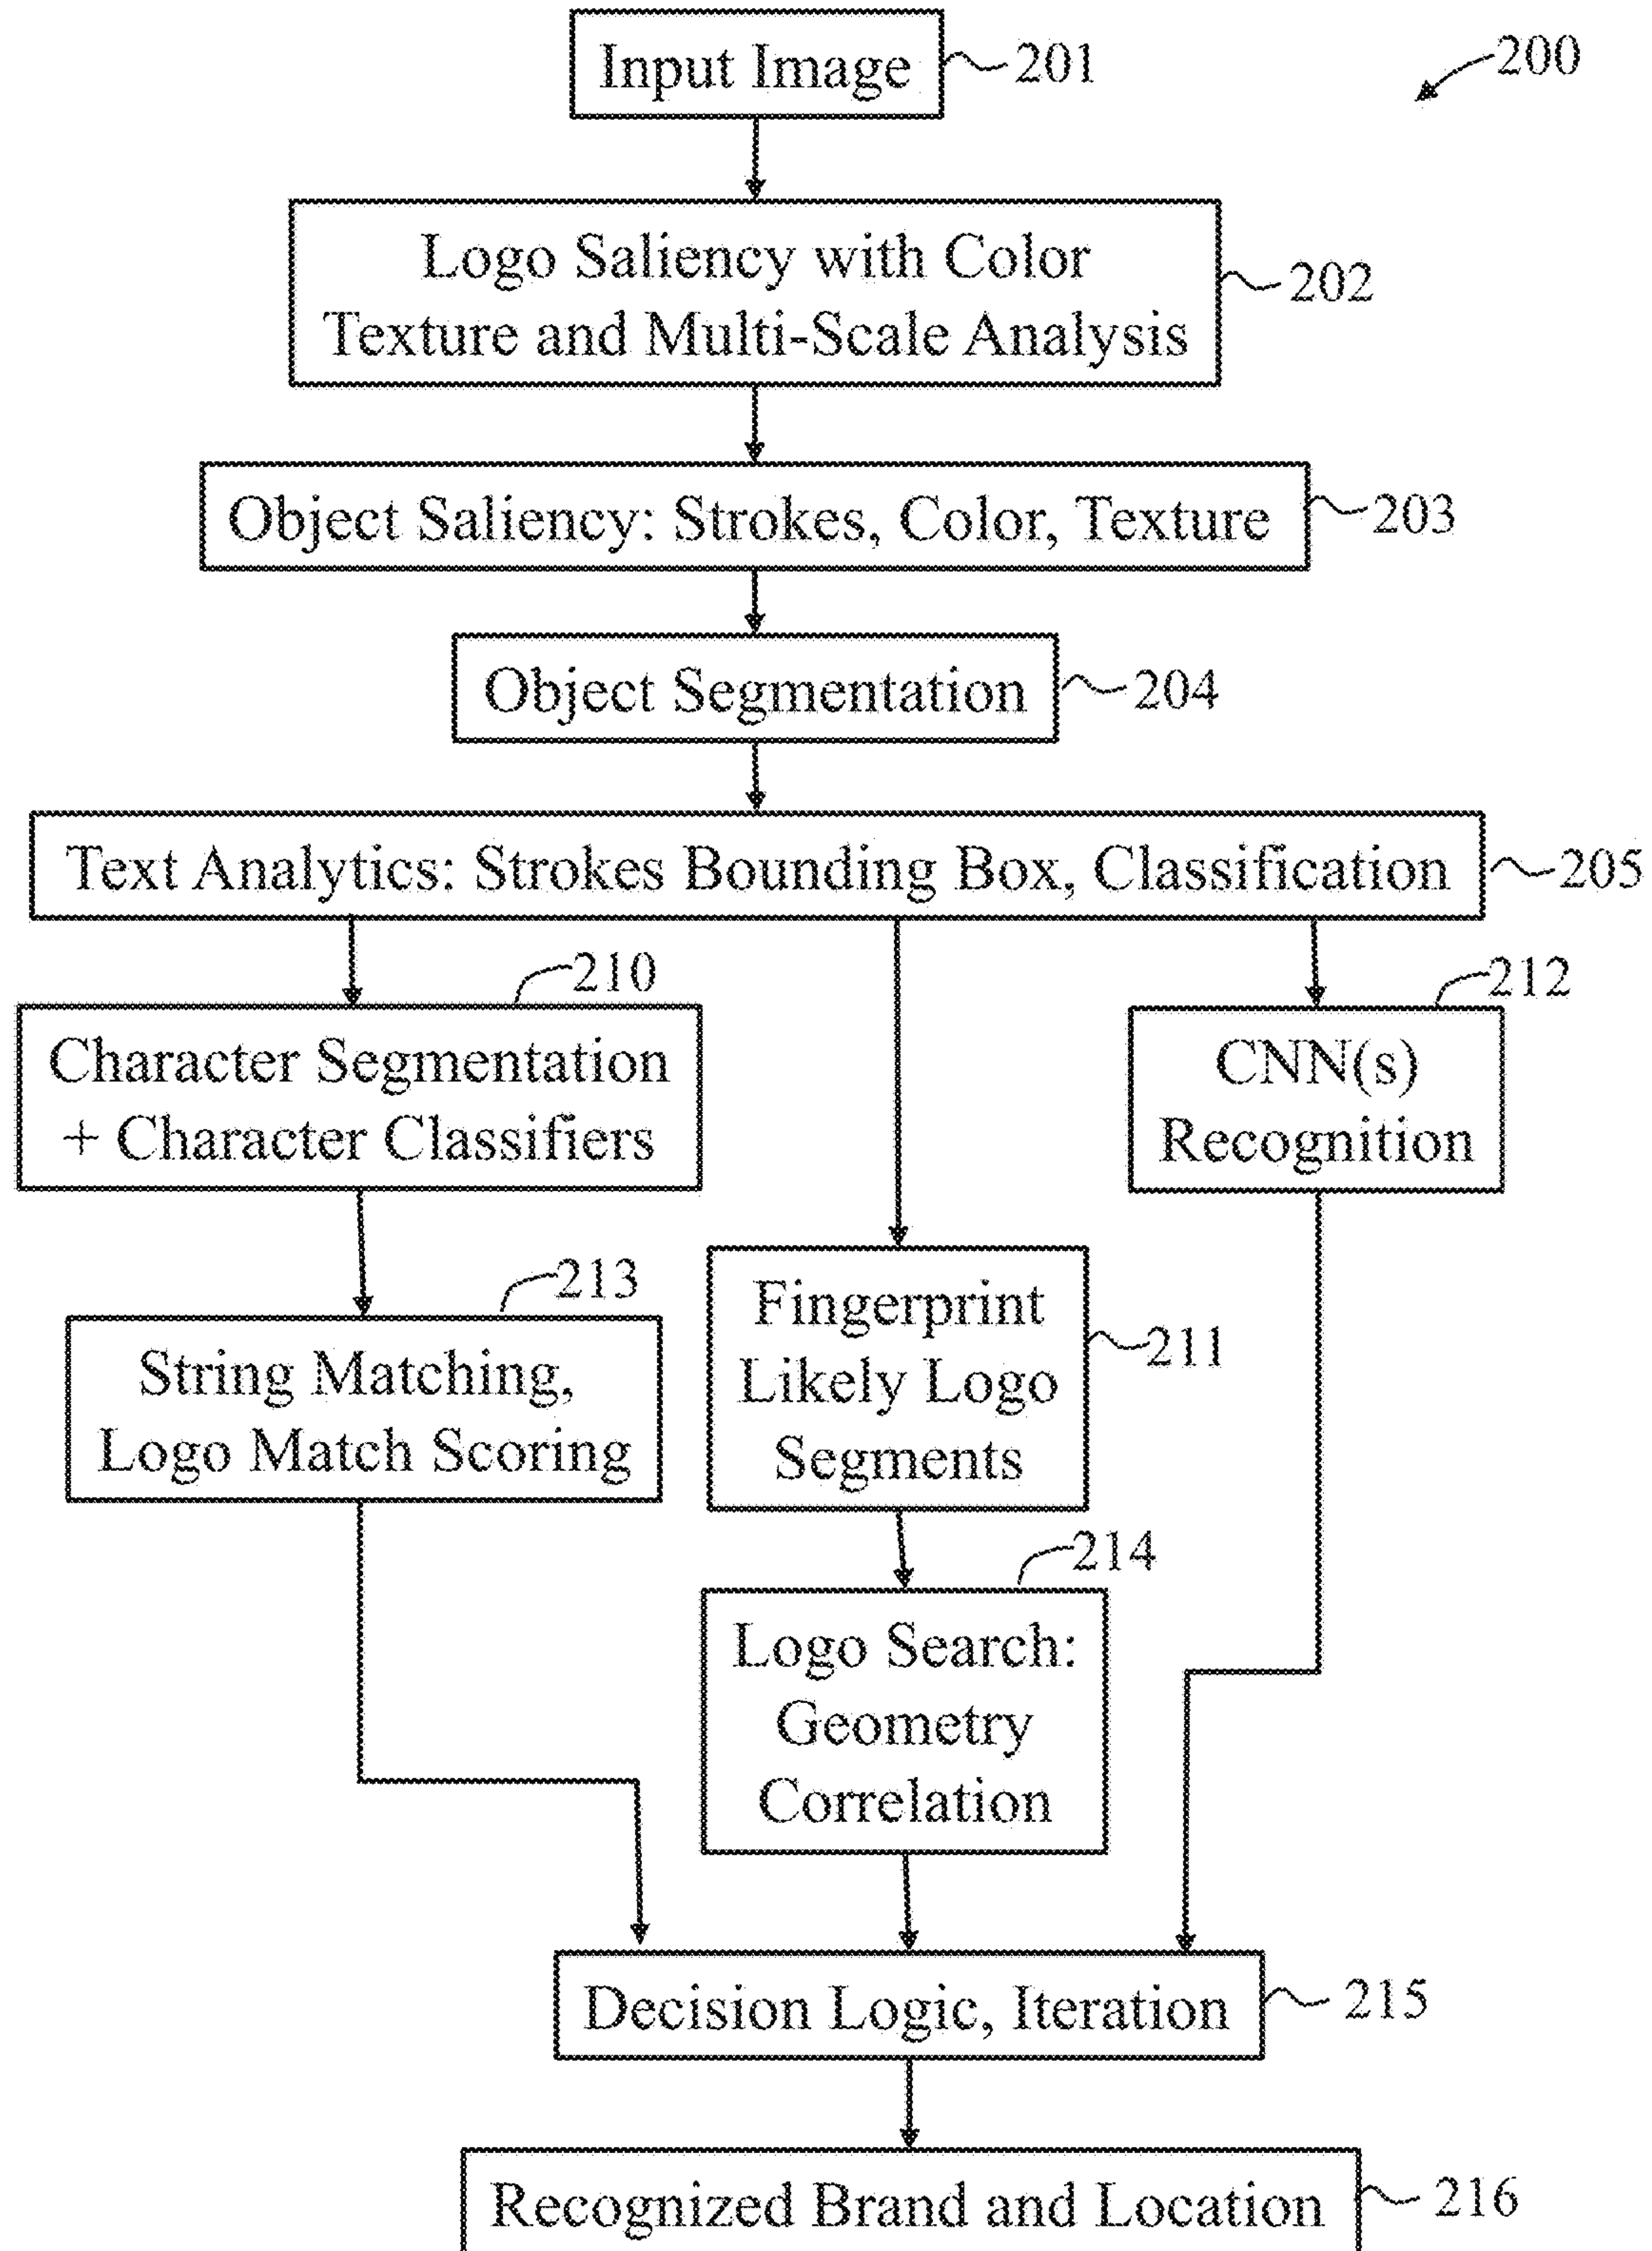 Input Image
201
200
Logo Saliency with Color
Texture and Multi-Scale Analysis
202
Object Saliency: Strokes, Color, Texture
203
Object Segmentation
204
Text Analytics: Strokes Bounding Box, Classification
205
210
Character Segmentation
+ Character Classifiers
212
CNN(s)
Recognition
213
String Matching,
Logo Match Scoring
Fingerprint
Likely Logo
Segments
211
214
Logo Search:
Geometry
Correlation
Decision Logic, Iteration
215
Recognized Brand and Location
216